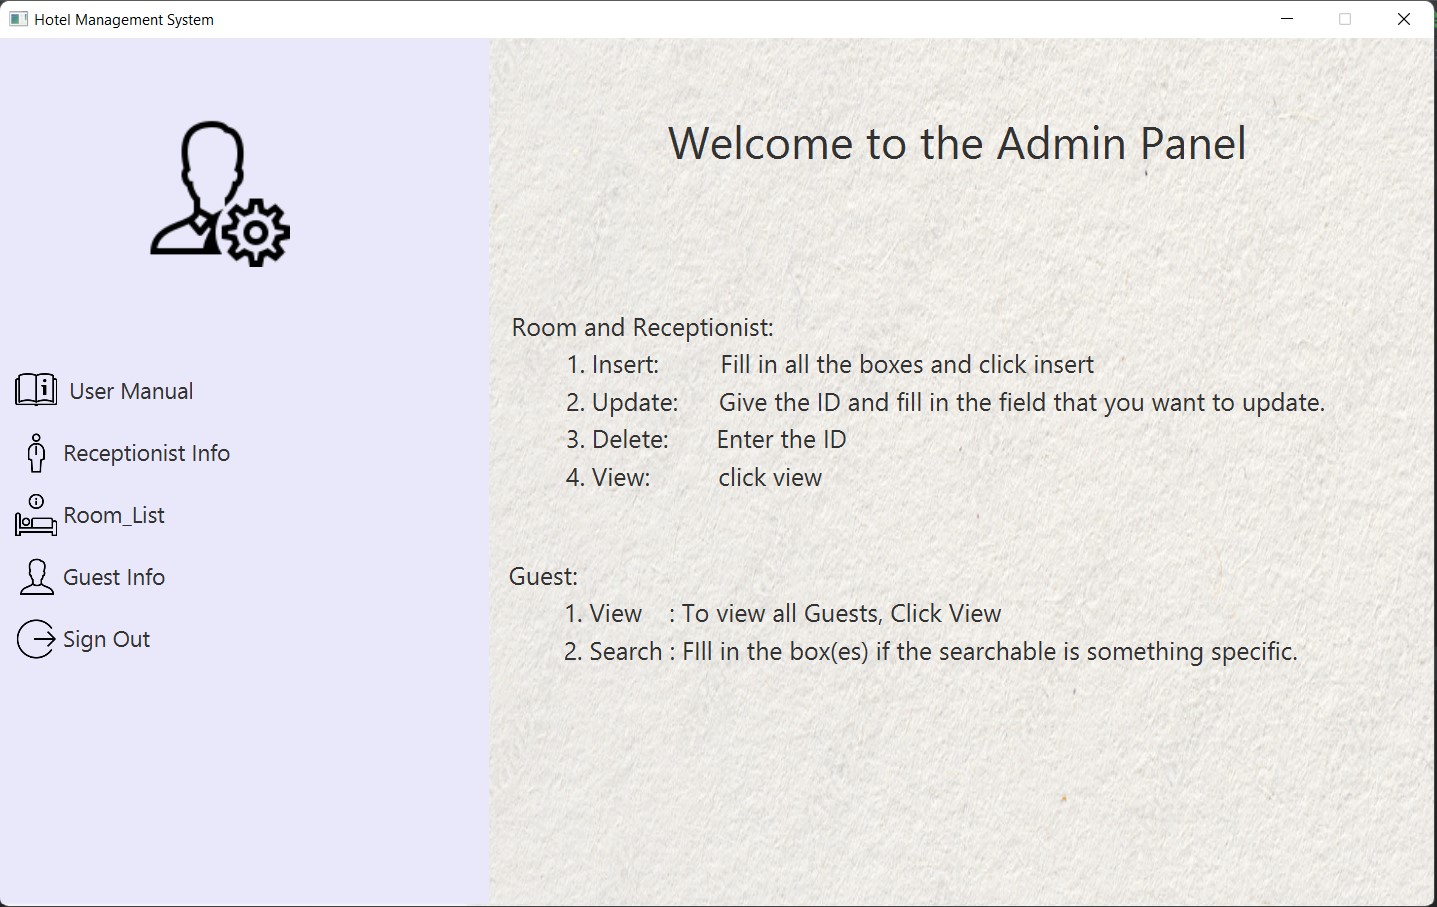 Hotel Management System
Welcome to the Admin Panel
User Manual
Receptionist Info
Room_List
Guest Info
Sign Out
Room and Receptionist:
1. Insert: Fill in all the boxes and click insert
2. Update: Give the ID and fill in the field that you want to update.
3. Delete: Enter the ID
4. View: click view
Guest:
1. View : To view all Guests, Click View
2. Search : FIll in the box(es) if the searchable is something specific.